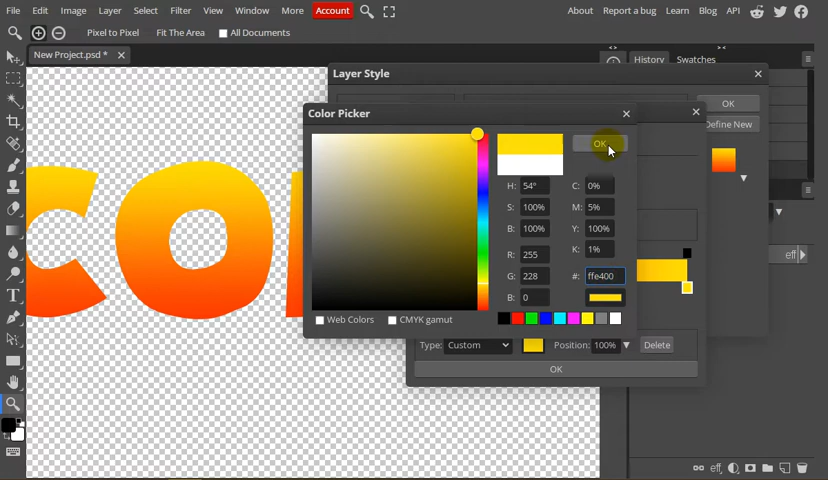 File Edit Image Layer Select Filter View Window More Account About Report a bug Learn Blog API
Pixel to Pixel Fit The Area All Documents
New Project.psd *
History Swatches
Layer Style
OK
Define New
Color Picker
OK
H: 54° C: 0%
S: 100% M: 5%
B: 100% Y: 100%
K: 1%
R: 255
G: 228 #: ffe400
B: 0
Web Colors CMYK gamut
Type: Custom Position: 100% Delete
OK
eff
CO
eff